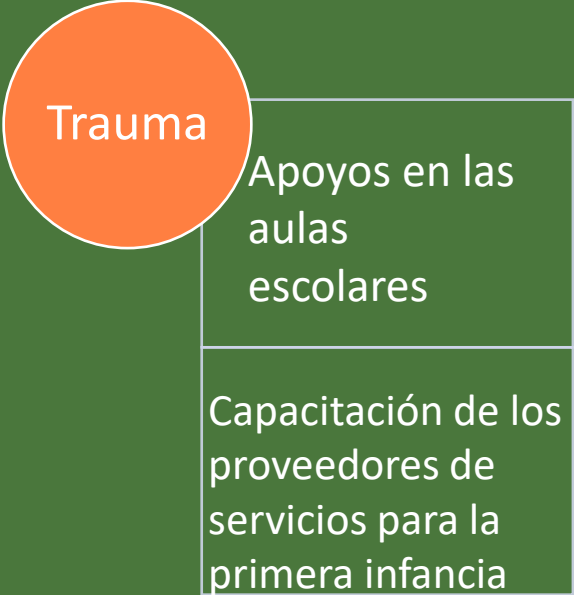 Trauma
Apoyos en las
aulas
escolares
Capacitación de los
proveedores de
servicios para la
primera infancia